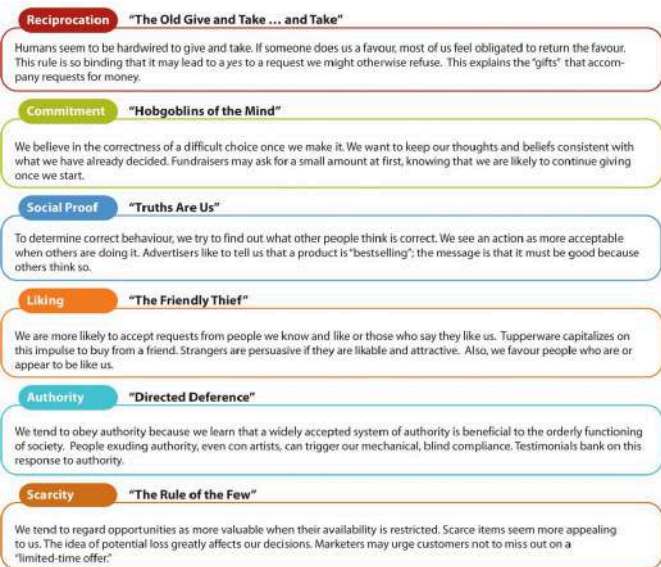 Reciprocation "The Old Give and Take ... and Take"
Humans seem to be hardwired to give and take. If someone does us a favour, most of us feel obligated to return the favour.
This rule is so binding that it may lead to a yes to a request we might otherwise refuse. This explains the "gifts" that accom-
pany requests for money.
Commitment "Hobgoblins of the Mind"
We believe in the correctness of a difficult choice once we make it. We want to keep our thoughts and beliefs consistent with
what we have already decided. Fundraisers may ask for a small amount at first, knowing that we are likely to continue giving
once we start.
Social Proof "Truths Are Us"
To determine correct behaviour, we try to find out what other people think is correct. We see an action as more acceptable
when others are doing it. Advertisers like to tell us that a product is "bestselling"; the message is that it must be good because
others think so.
Liking "The Friendly Thief"
We are more likely to accept requests from people we know and like or those who say they like us. Tupperware capitalizes on
this impulse to buy from a friend. Strangers are persuasive if they are likable and attractive. Also, we favour people who are or
appear to be like us.
Authority "Directed Deference"
We tend to obey authority because we learn that a widely accepted system of authority is beneficial to the orderly functioning
of society. People exuding authority, even con artists, can trigger our mechanical, blind compliance. Testimonials bank on this
response to authority.
Scarcity "The Rule of the Few"
We tend to regard opportunities as more valuable when their availability is restricted. Scarce items seem more appealing
to us. The idea of potential loss greatly affects our decisions. Marketers may urge customers not to miss out on a
"limited-time offer."